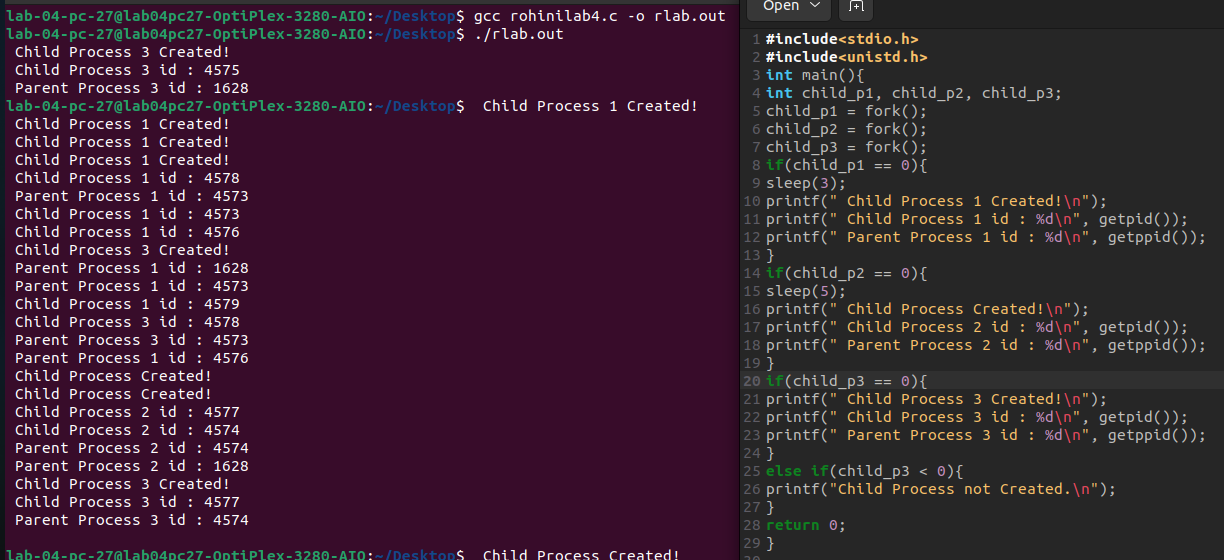 lab-04-pc-27@lab04pc27-OptiPlex-3280-AIO:~/Desktop$ gcc rohinilab4.c -o rlab.out
lab-04-pc-27@lab04pc27-OptiPlex-3280-AIO:~/Desktop$ ./rlab.out
Child Process 3 Created!
Child Process 3 id : 4575
Parent Process 3 id : 1628
lab-04-pc-27@lab04pc27-OptiPlex-3280-AIO:~/Desktop$  Child Process 1 Created!
Child Process 1 Created!
Child Process 1 Created!
Child Process 1 Created!
Child Process 1 id : 4578
Parent Process 1 id : 4573
Child Process 1 id : 4573
Child Process 1 id : 4576
Child Process 3 Created!
Parent Process 1 id : 1628
Parent Process 1 id : 4573
Child Process 1 id : 4579
Child Process 3 id : 4578
Parent Process 3 id : 4573
Parent Process 1 id : 4576
Child Process Created!
Child Process Created!
Child Process 2 id : 4577
Child Process 2 id : 4574
Parent Process 2 id : 4574
Parent Process 2 id : 1628
Child Process 3 Created!
Child Process 3 id : 4577
Parent Process 3 id : 4574
lab-04-pc-27@lab04pc27-OptiPlex-3280-AIO:~/Desktop$  Child Process Created!
Open
1 #include<stdio.h>
2 #include<unistd.h>
3 int main(){
4 int child_p1, child_p2, child_p3;
5 child_p1 = fork();
6 child_p2 = fork();
7 child_p3 = fork();
8 if(child_p1 == 0){
9 sleep(3);
10 printf(" Child Process 1 Created!\n");
11 printf(" Child Process 1 id : %d\n", getpid());
12 printf(" Parent Process 1 id : %d\n", getppid());
13 }
14 if(child_p2 == 0){
15 sleep(5);
16 printf(" Child Process Created!\n");
17 printf(" Child Process 2 id : %d\n", getpid());
18 printf(" Parent Process 2 id : %d\n", getppid());
19 }
20 if(child_p3 == 0){
21 printf(" Child Process 3 Created!\n");
22 printf(" Child Process 3 id : %d\n", getpid());
23 printf(" Parent Process 3 id : %d\n", getppid());
24 }
25 else if(child_p3 < 0){
26 printf("Child Process not Created.\n");
27 }
28 return 0;
29 }